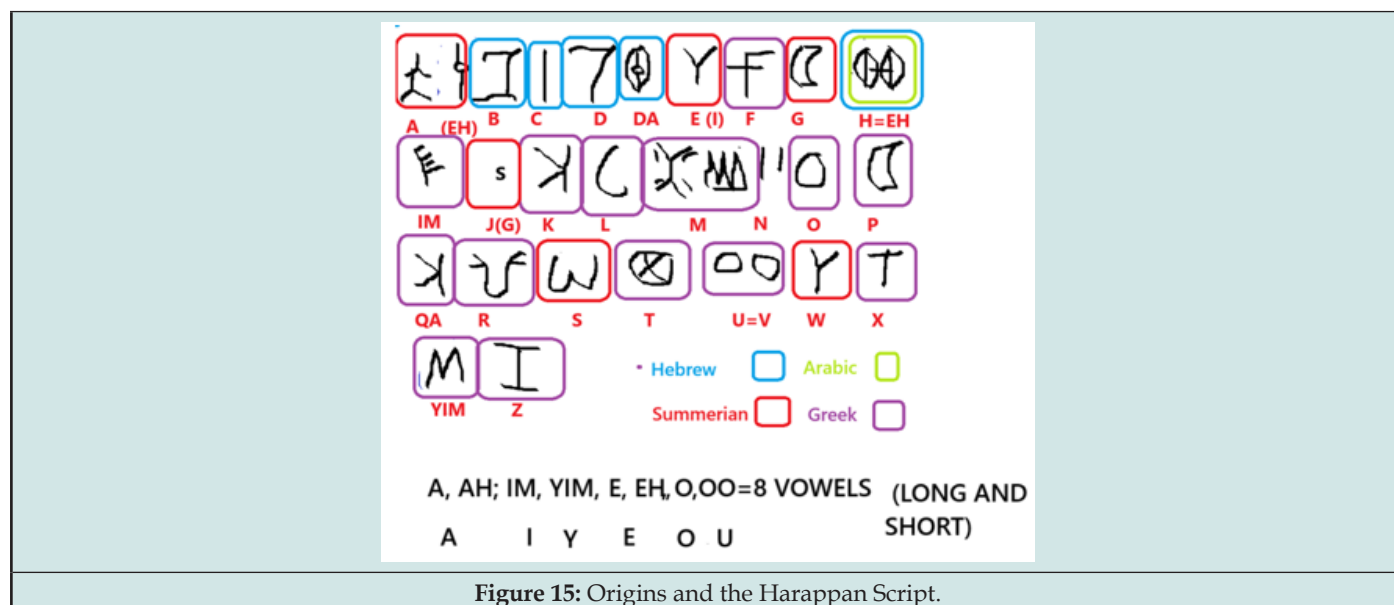 A (EH) B C D DA E (I) F G H=EH
s
IM J(G) K L M N O P
QA R S T U=V W X
YIM Z
• Hebrew Arabic
Summerian Greek
A, AH; IM, YIM, E, EH, O,OO=8 VOWELS (LONG AND SHORT)
A I Y E O U
Figure 15: Origins and the Harappan Script.